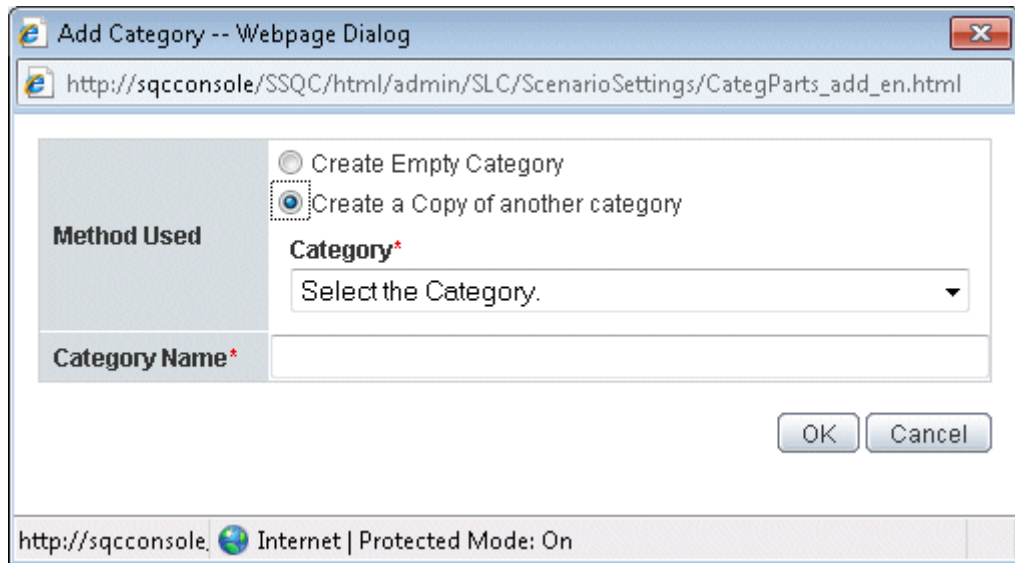 Add Category -- Webpage Dialog
http://sqcconsole/SSQC/html/admin/SLC/ScenarioSettings/CategParts_add_en.html
Create Empty Category
Create a Copy of another category
Method Used
Category*
Select the Category.
Category Name*
OK Cancel
http://sqcconsole, Internet | Protected Mode: On